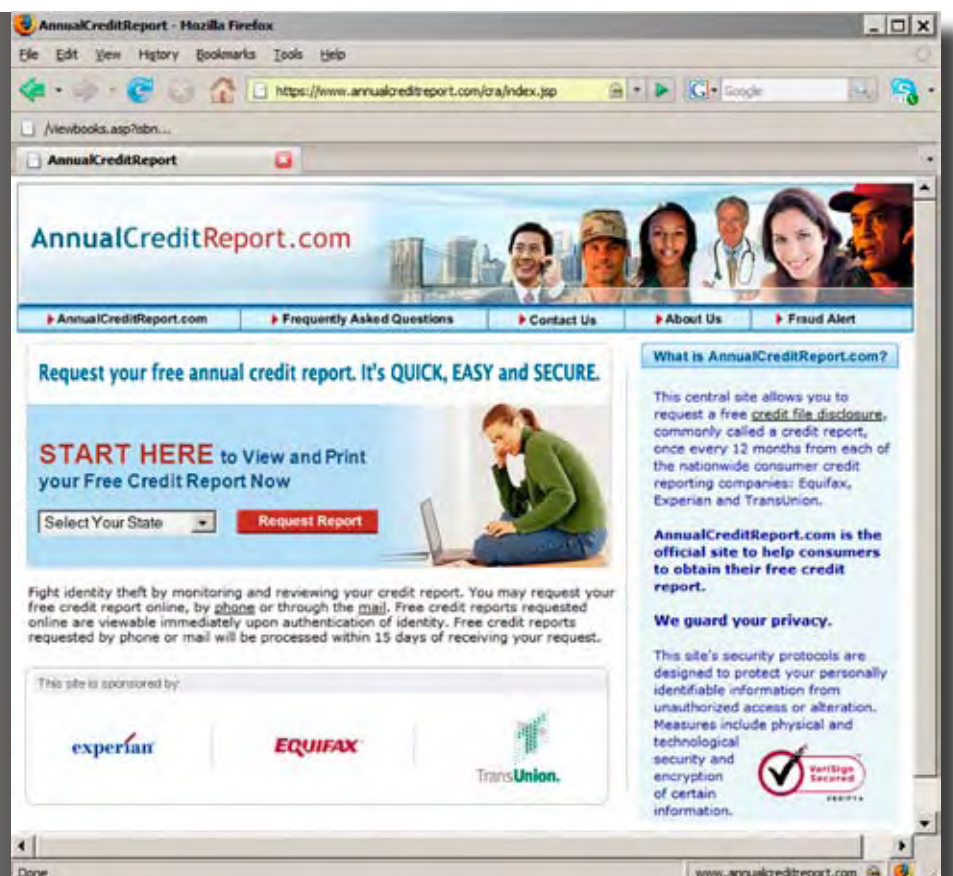 AnnualCreditReport - Mozilla Firefox
File Edit View History Bookmarks Tools Help
https://www.annualcreditreport.com/cra/index.jsp
Google
/viewbooks.asp?isbn...
AnnualCreditReport
AnnualCreditReport.com
AnnualCreditReport.com
Frequently Asked Questions
Contact Us
About Us
Fraud Alert
Request your free annual credit report. It's QUICK, EASY and SECURE.
START HERE to View and Print
your Free Credit Report Now
Select Your State
Request Report
Fight identity theft by monitoring and reviewing your credit report. You may request your
free credit report online, by phone or through the mail. Free credit reports requested
online are viewable immediately upon authentication of identity. Free credit reports
requested by phone or mail will be processed within 15 days of receiving your request.
This site is sponsored by:
experian
EQUIFAX
TransUnion.
What is AnnualCreditReport.com?
This central site allows you to
request a free credit file disclosure,
commonly called a credit report,
once every 12 months from each of
the nationwide consumer credit
reporting companies: Equifax,
Experian and TransUnion.
AnnualCreditReport.com is the
official site to help consumers
to obtain their free credit
report.
We guard your privacy.
This site's security protocols are
designed to protect your personally
identifiable information from
unauthorized access or alteration.
Measures include physical and
technological
security and
encryption
of certain
information.
VeriSign
Secured
VERIFY
Done
www.annualcreditreport.com